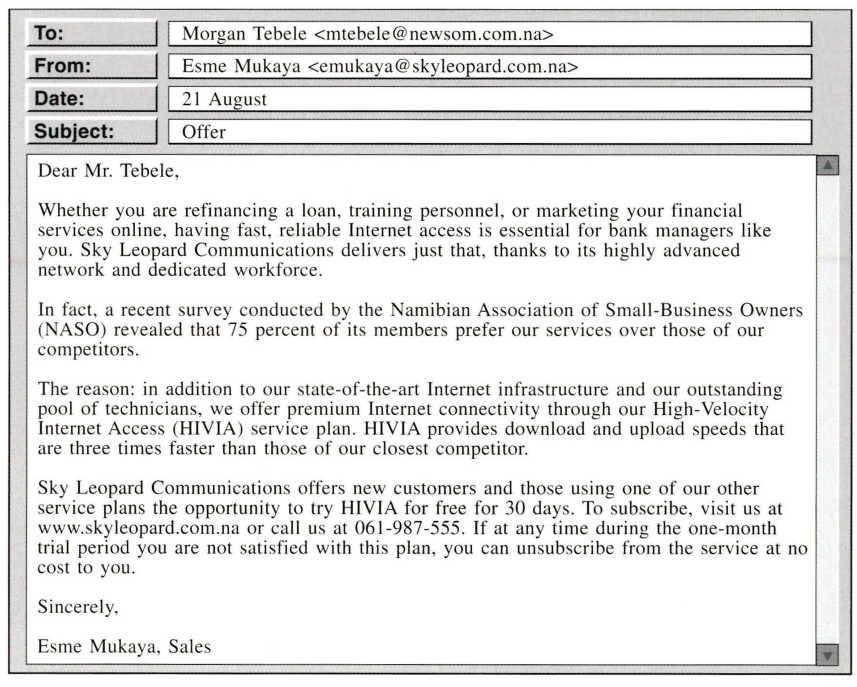 To: Morgan Tebele <mtebele@newsom.com.na>
From: Esme Mukaya <emukaya@skyleopard.com.na>
Date: 21 August
Subject: Offer
Dear Mr. Tebele,
Whether you are refinancing a loan, training personnel, or marketing your financial
services online, having fast, reliable Internet access is essential for bank managers like
you. Sky Leopard Communications delivers just that, thanks to its highly advanced
network and dedicated workforce.
In fact, a recent survey conducted by the Namibian Association of Small-Business Owners
(NASO) revealed that 75 percent of its members prefer our services over those of our
competitors.
The reason: in addition to our state-of-the-art Internet infrastructure and our outstanding
pool of technicians, we offer premium Internet connectivity through our High-Velocity
Internet Access (HIVIA) service plan. HIVIA provides download and upload speeds that
are three times faster than those of our closest competitor.
Sky Leopard Communications offers new customers and those using one of our other
service plans the opportunity to try HIVIA for free for 30 days. To subscribe, visit us at
www.skyleopard.com.na or call us at 061-987-555. If at any time during the one-month
trial period you are not satisfied with this plan, you can unsubscribe from the service at no
cost to you.
Sincerely,
Esme Mukaya, Sales